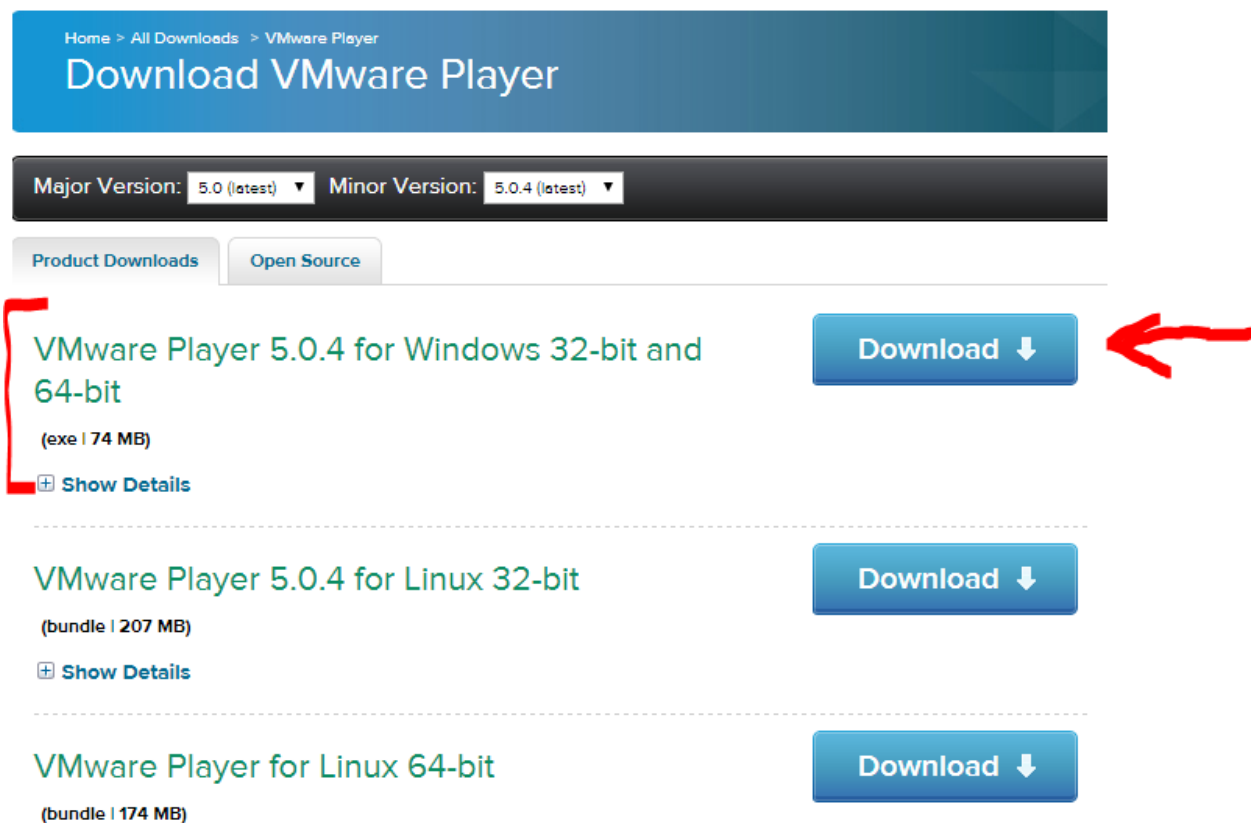 Home > All Downloads > VMware Player
Download VMware Player
Major Version: 5.0 (latest) Minor Version: 5.0.4 (latest)
Product Downloads Open Source
VMware Player 5.0.4 for Windows 32-bit and
64-bit
Download
(exe | 74 MB)
Show Details
VMware Player 5.0.4 for Linux 32-bit
Download
(bundle | 207 MB)
Show Details
VMware Player for Linux 64-bit
Download
(bundle | 174 MB)